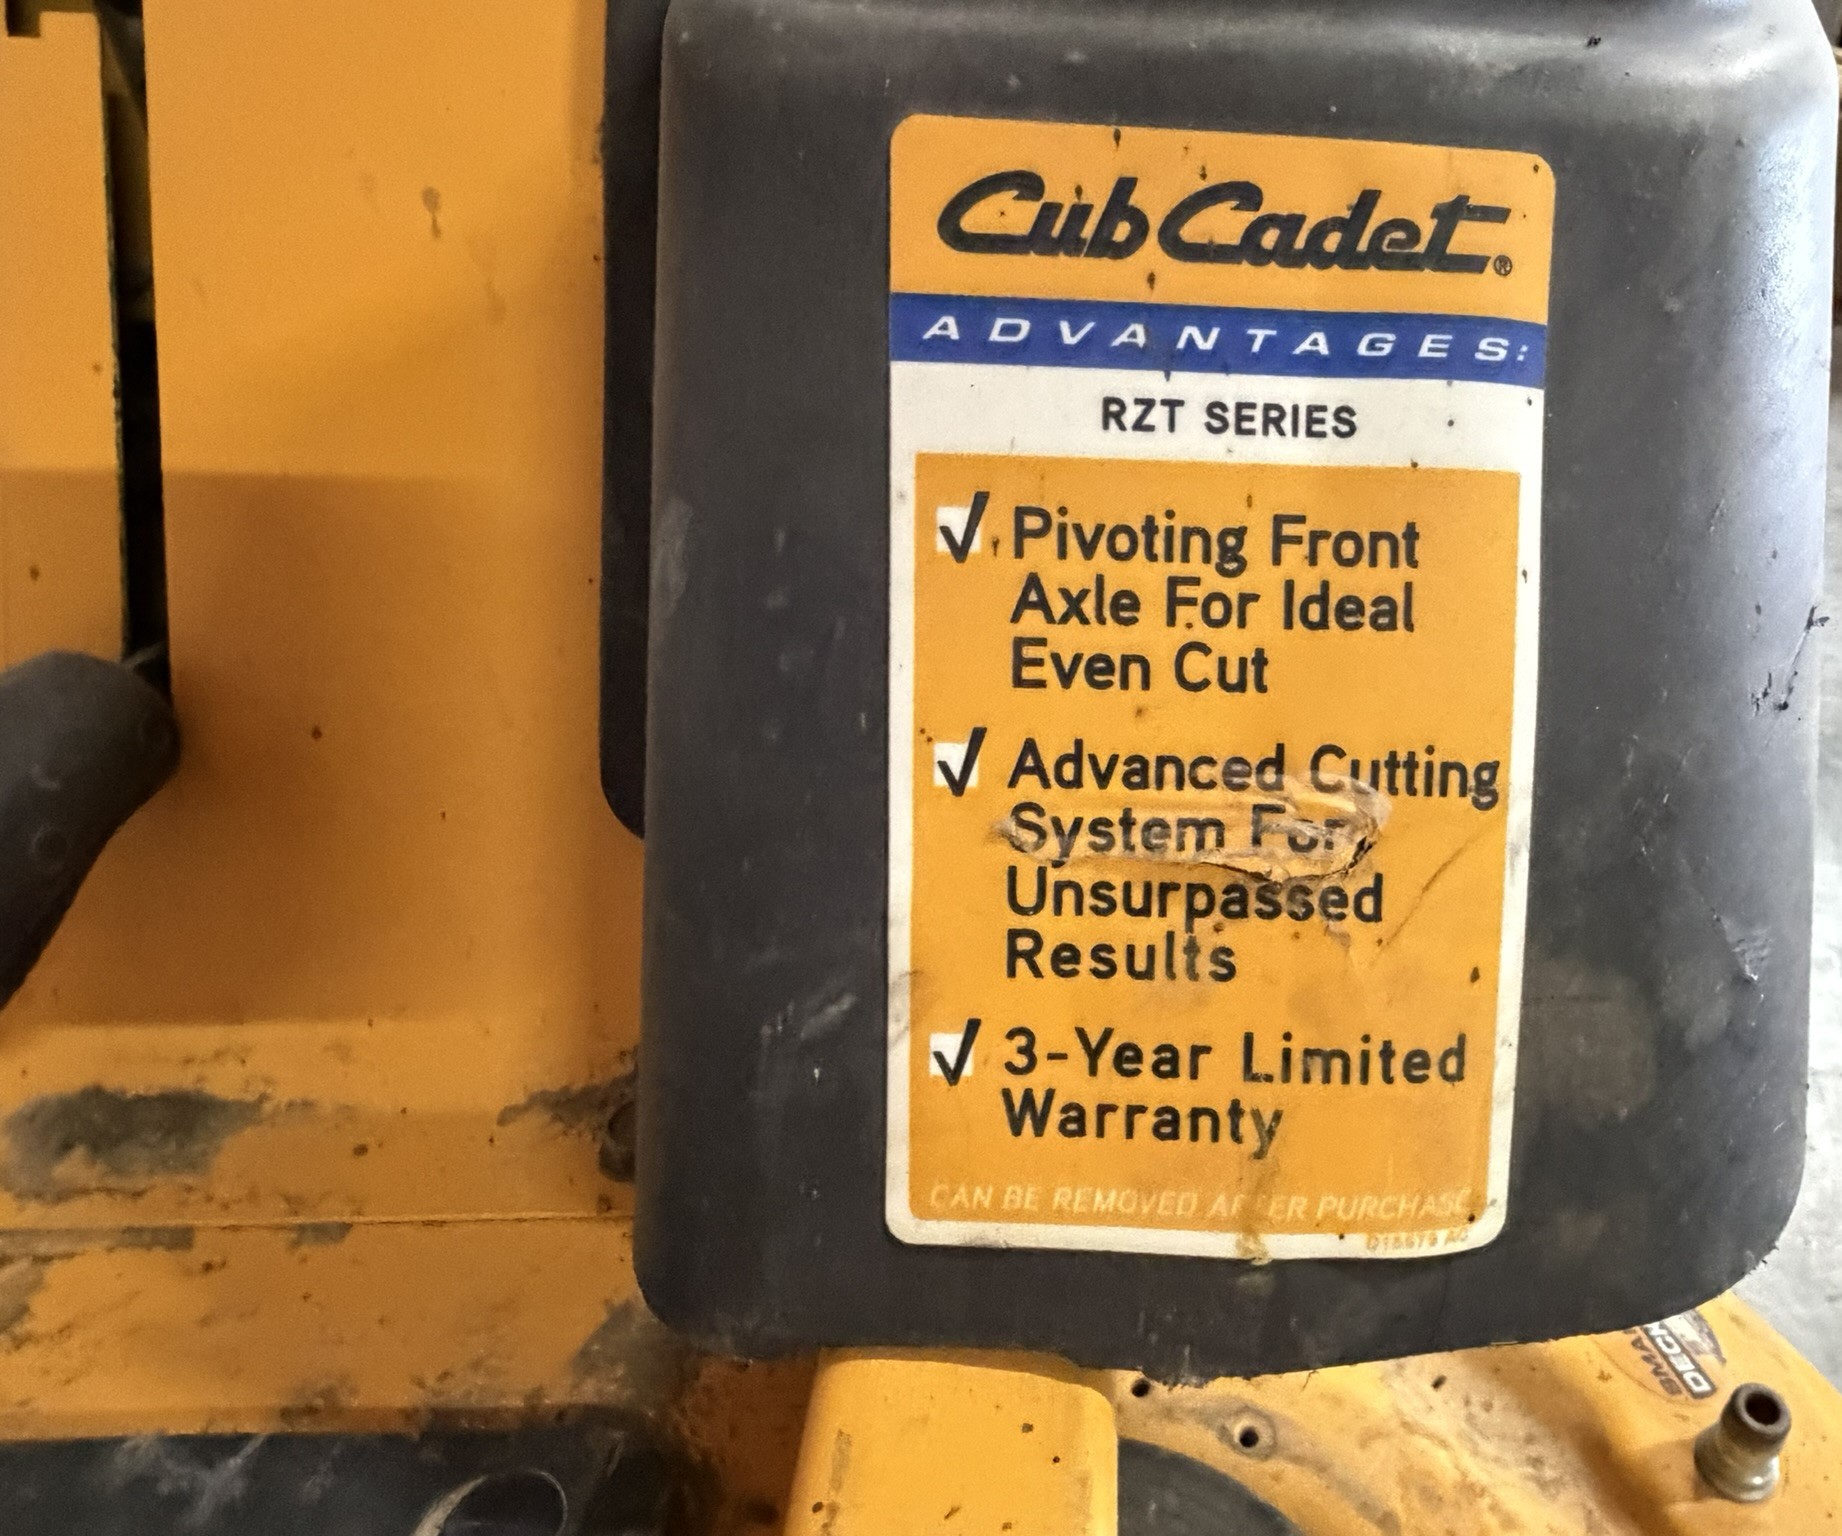 Cub Cadet®
ADVANTAGES:
RZT SERIES
Pivoting Front
Axle For Ideal
Even Cut
Advanced Cutting
System For
Unsurpassed
Results
3-Year Limited
Warranty
CAN BE REMOVED AFTER PURCHASE
DECK